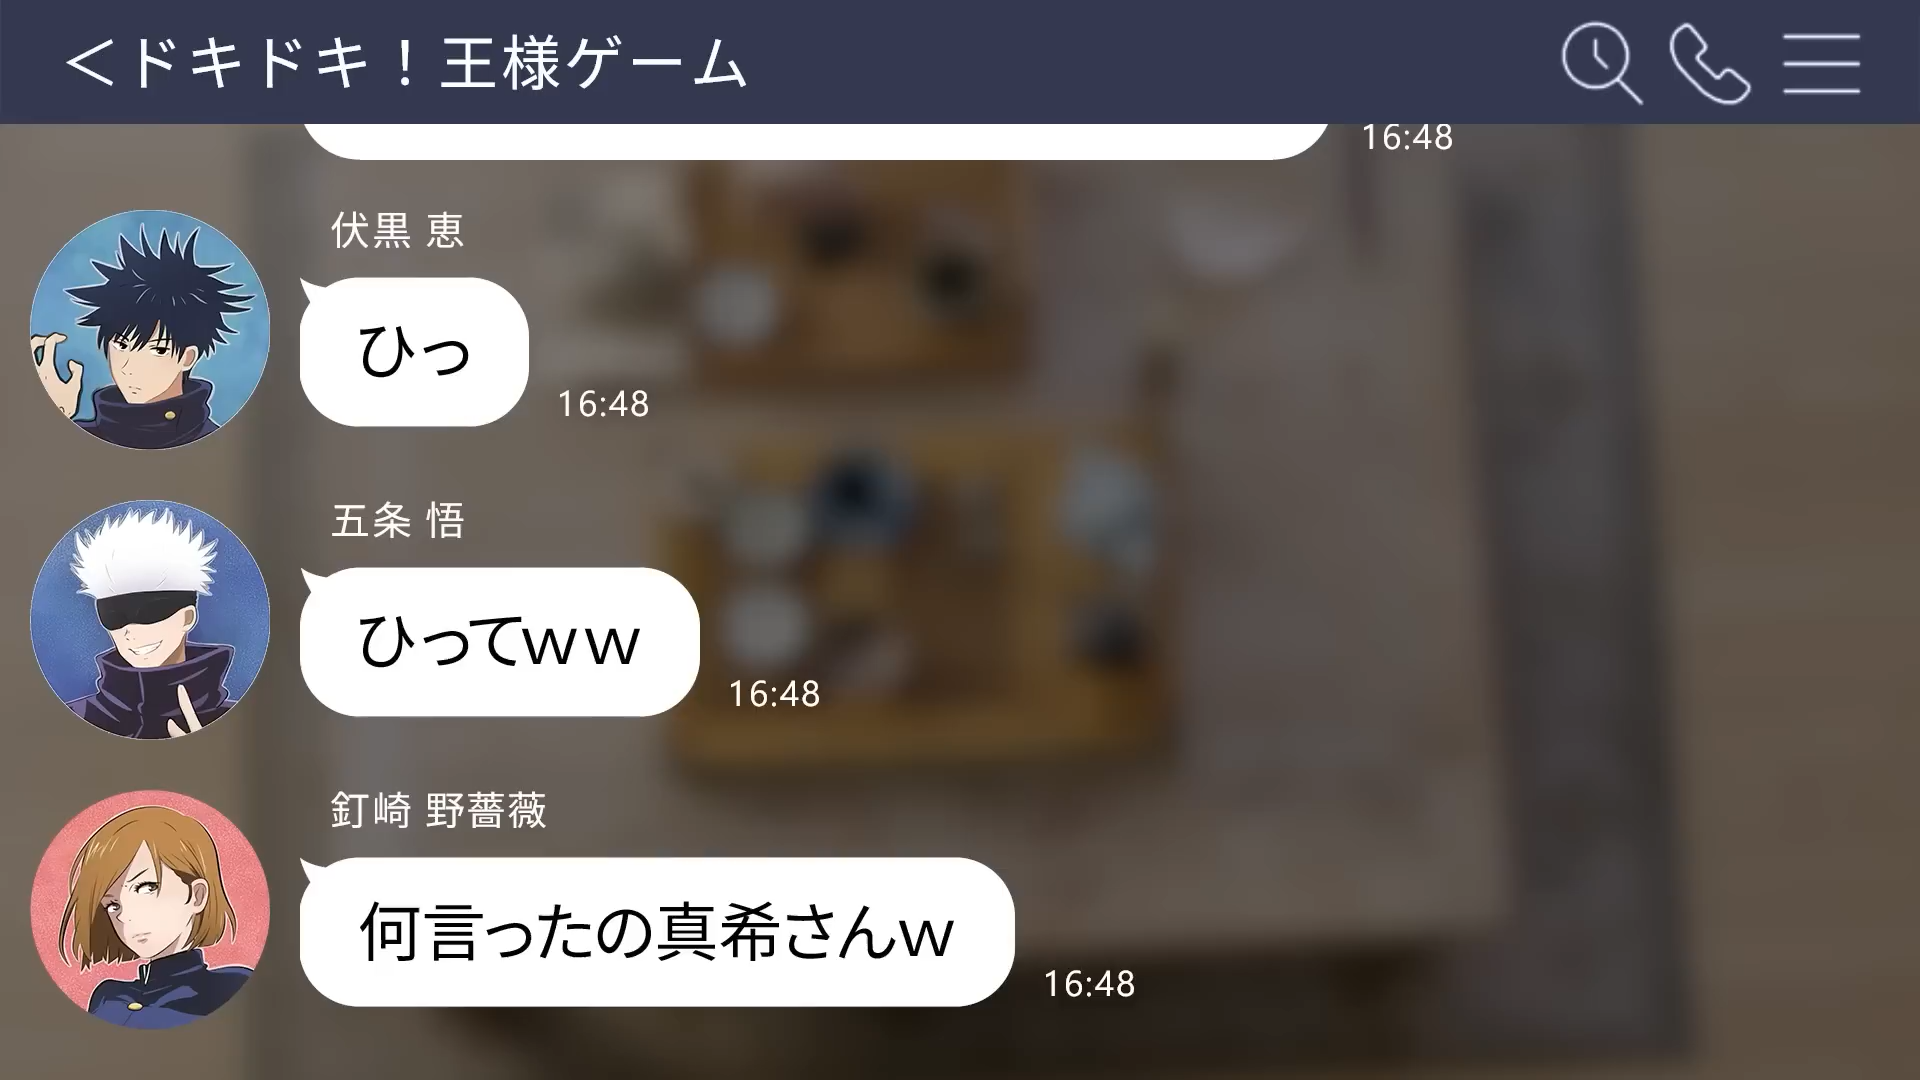 ＜ドキドキ！王様ゲーム
16:48
伏黒 恵
ひっ
16:48
五条 悟
ひってｗｗ
16:48
釘崎 野薔薇
何言ったの真希さんｗ
16:48